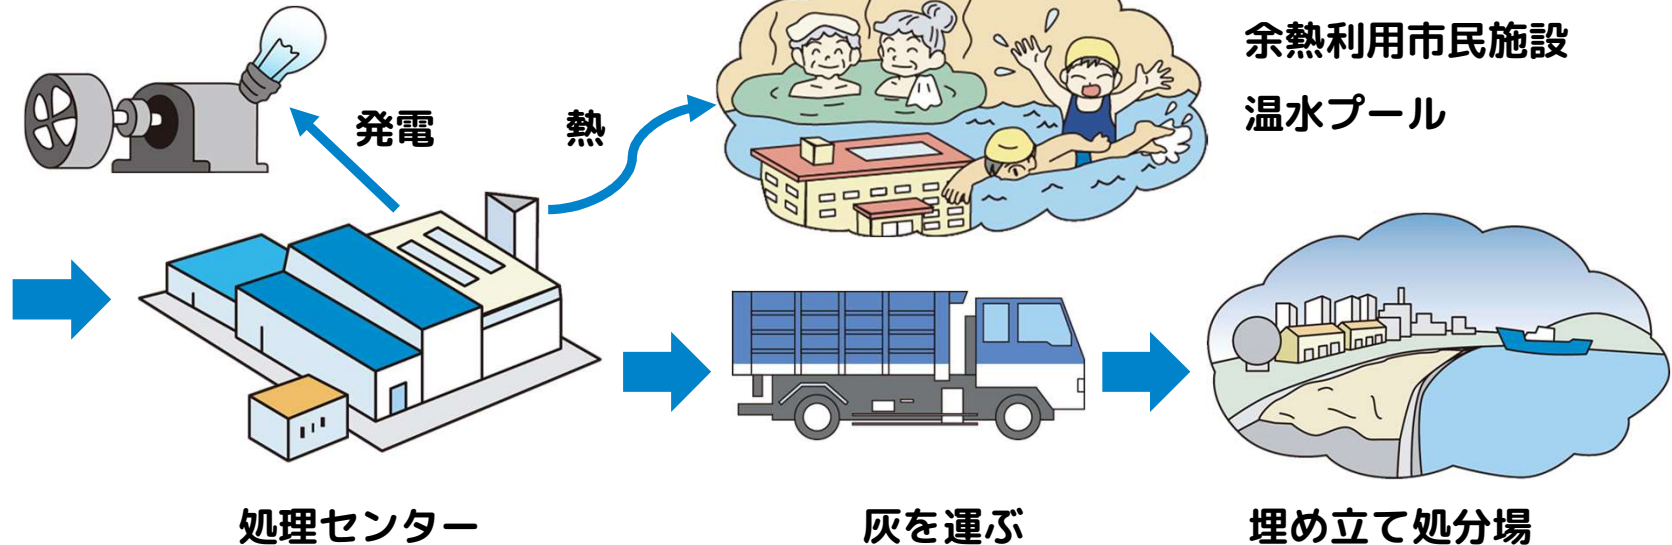 余熱利用市民施設
温水プール
発電
熱
処理センター
灰を運ぶ
埋め立て処分場